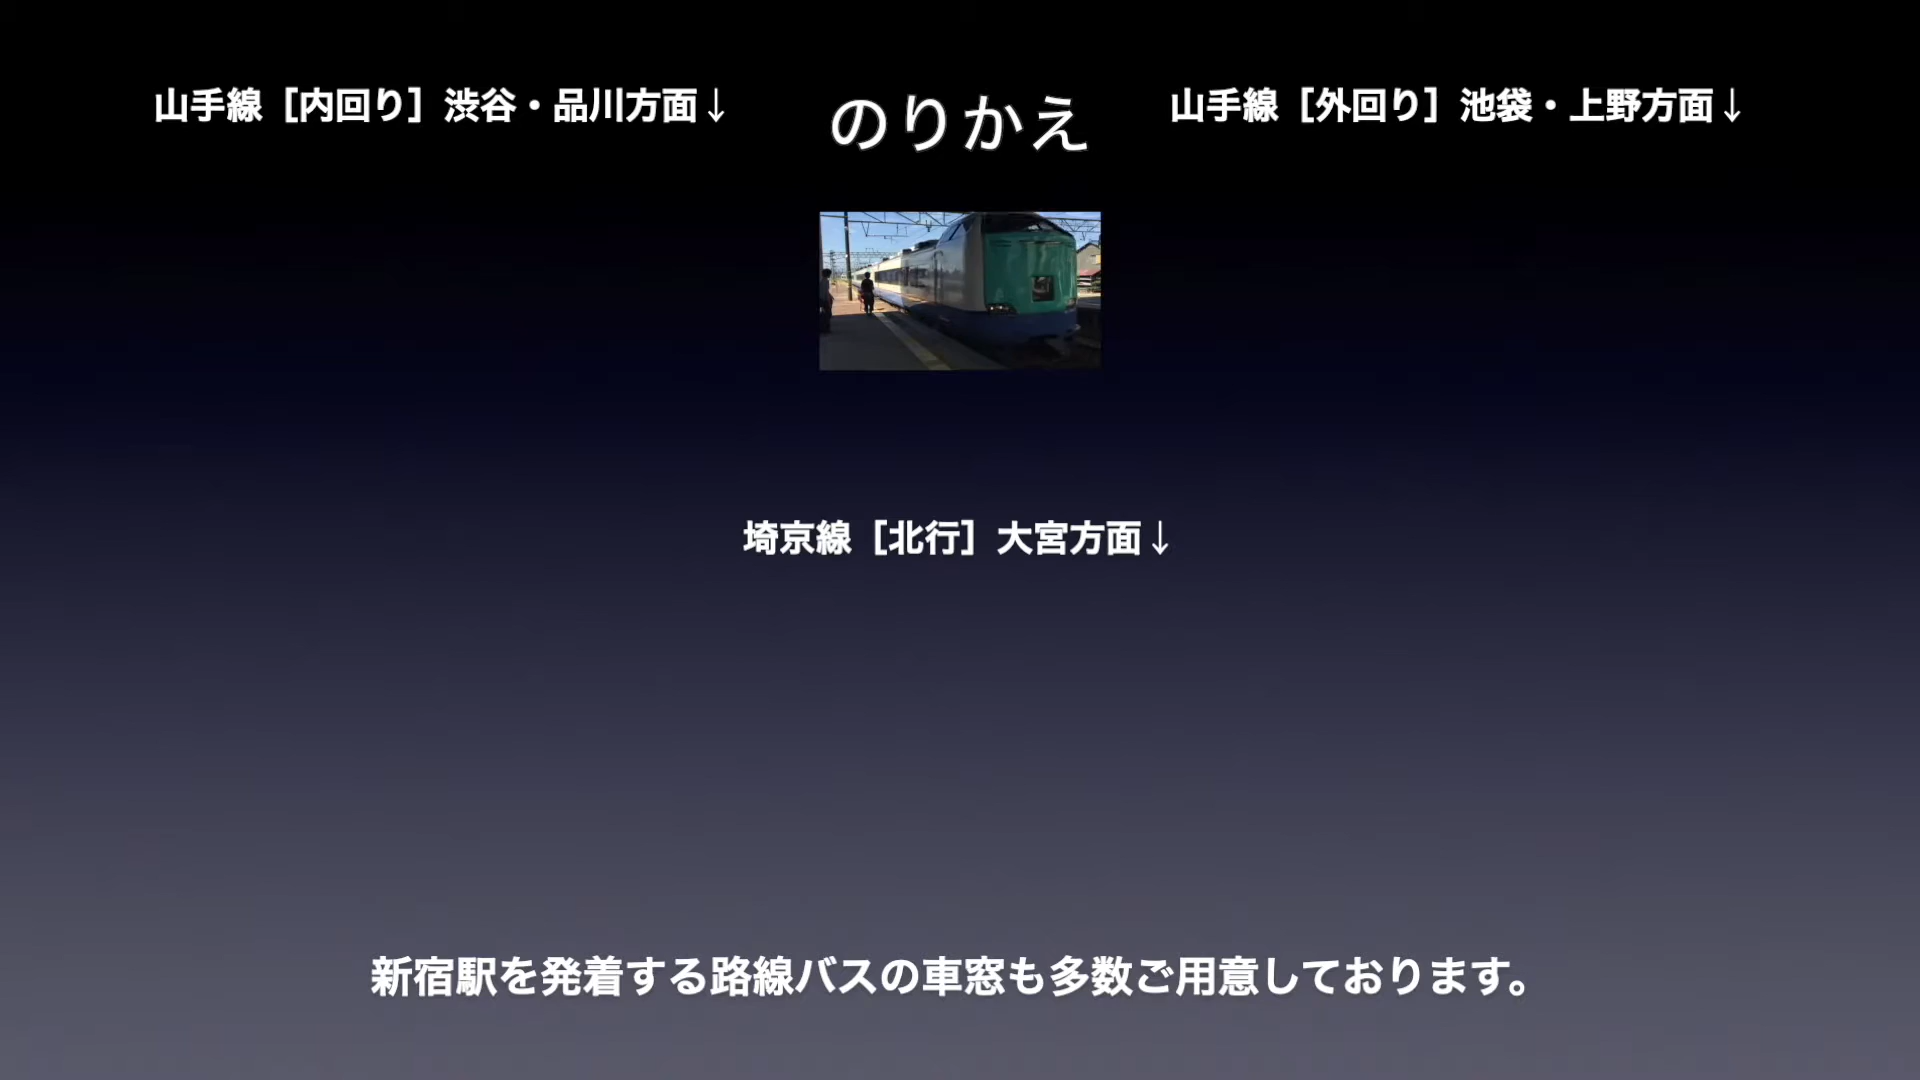 山手線［内回り］渋谷・品川方面↓
のりかえ
山手線［外回り］池袋・上野方面↓
埼京線［北行］大宮方面↓
新宿駅を発着する路線バスの車窓も多数ご用意しております。